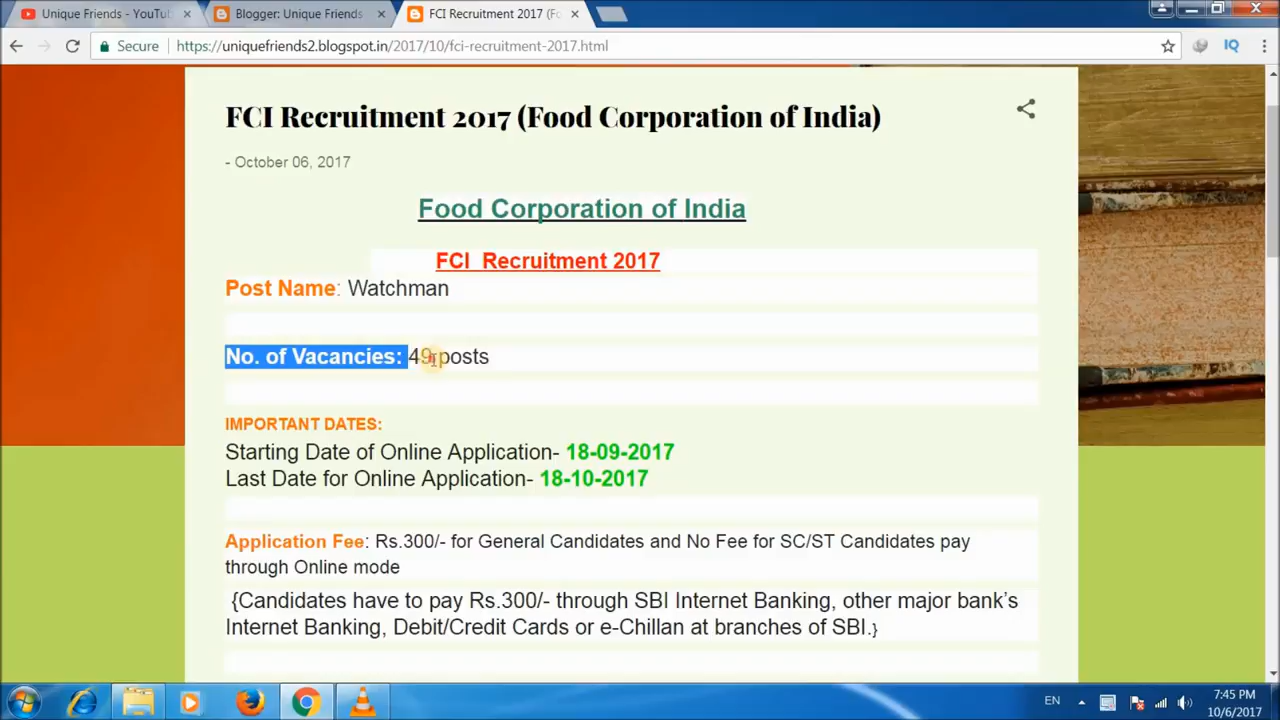 Unique Friends - YouTub
Blogger: Unique Friends
FCI Recruitment 2017 (Fo
Secure
https://uniquefriends2.blogspot.in/2017/10/fci-recruitment-2017.html
IQ
FCI Recruitment 2017 (Food Corporation of India)
- October 06, 2017
Food Corporation of India
FCI Recruitment 2017
Post Name: Watchman
No. of Vacancies: 49 posts
IMPORTANT DATES:
Starting Date of Online Application- 18-09-2017
Last Date for Online Application- 18-10-2017
Application Fee: Rs.300/- for General Candidates and No Fee for SC/ST Candidates pay
through Online mode
{Candidates have to pay Rs.300/- through SBI Internet Banking, other major bank's
Internet Banking, Debit/Credit Cards or e-Chillan at branches of SBI.}
EN
7:45 PM
10/6/2017